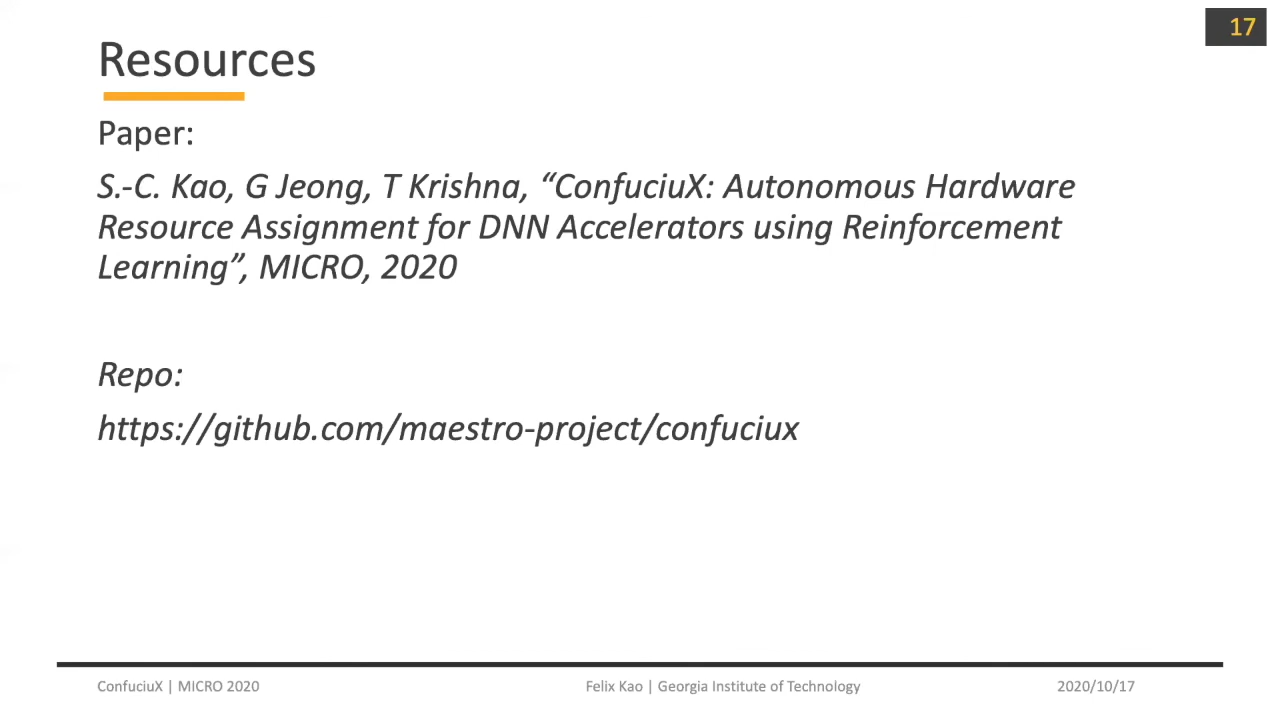 17
Resources
Paper:
S.-C. Kao, G Jeong, T Krishna, “ConfuciuX: Autonomous Hardware
Resource Assignment for DNN Accelerators using Reinforcement
Learning”, MICRO, 2020
Repo:
https://github.com/maestro-project/confuciux
ConfuciuX | MICRO 2020
Felix Kao | Georgia Institute of Technology
2020/10/17